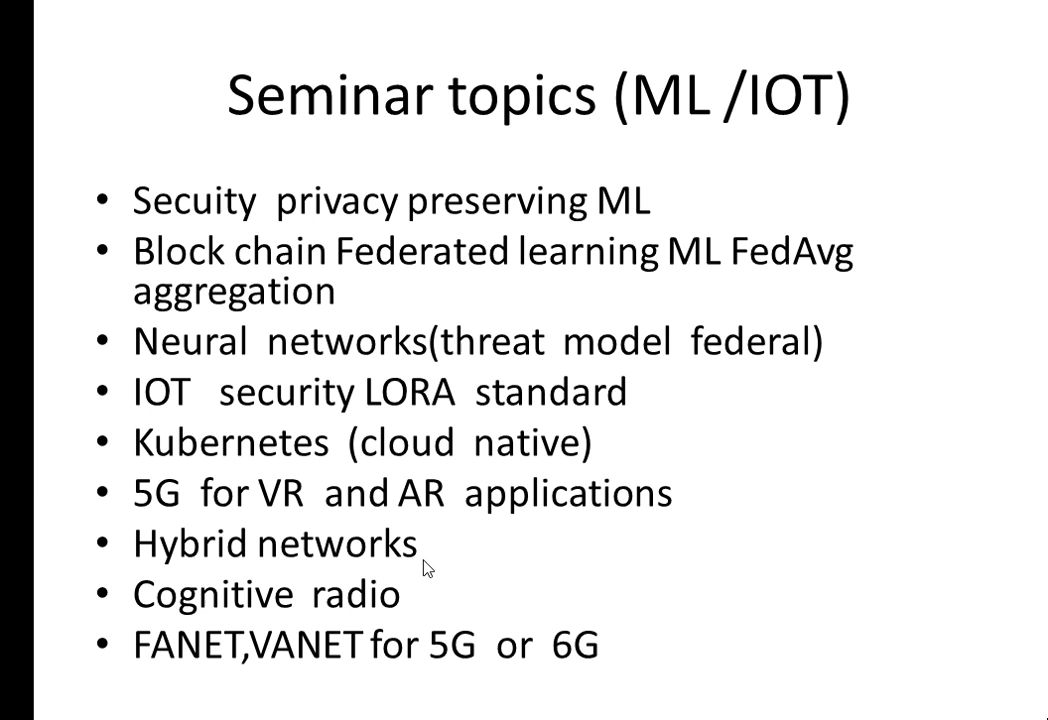 Seminar topics (ML /IOT)
• Secuity privacy preserving ML
• Block chain Federated learning ML FedAvg
aggregation
• Neural networks(threat model federal)
• IOT security LORA standard
• Kubernetes (cloud native)
• 5G for VR and AR applications
• Hybrid networks
• Cognitive radio
• FANET,VANET for 5G or 6G